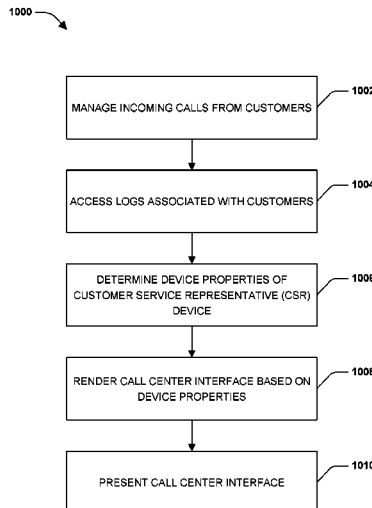 1000
MANAGE INCOMING CALLS FROM CUSTOMERS
1002
ACCESS LOGS ASSOCIATED WITH CUSTOMERS
1004
DETERMINE DEVICE PROPERTIES OF
CUSTOMER SERVICE REPRESENTATIVE (CSR)
DEVICE
1006
RENDER CALL CENTER INTERFACE BASED ON
DEVICE PROPERTIES
1008
PRESENT CALL CENTER INTERFACE
1010